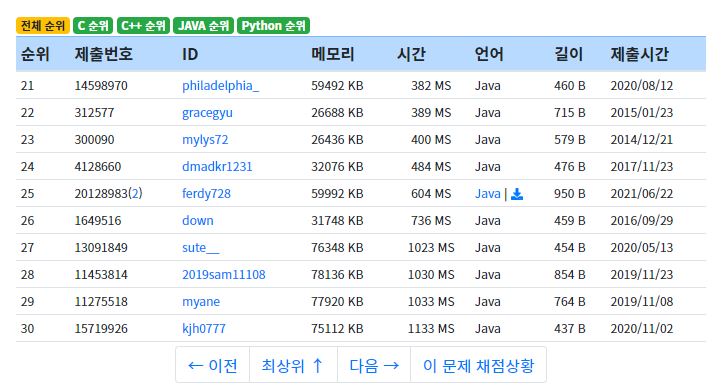 전체 순위 C 순위 C++ 순위 JAVA 순위 Python 순위
순위 제출번호 ID 메모리 시간 언어 길이 제출시간
21 14598970 philadelphia_ 59492 KB 382 MS Java 460 B 2020/08/12
22 312577 gracegyu 26688 KB 389 MS Java 715 B 2015/01/23
23 300090 mylys72 26436 KB 400 MS Java 579 B 2014/12/21
24 4128660 dmadkr1231 32076 KB 484 MS Java 476 B 2017/11/23
25 20128983(2) ferdy728 59992 KB 604 MS Java | 950 B 2021/06/22
26 1649516 down 31748 KB 736 MS Java 459 B 2016/09/29
27 13091849 sute__ 76348 KB 1023 MS Java 454 B 2020/05/13
28 11453814 2019sam11108 78136 KB 1030 MS Java 854 B 2019/11/23
29 11275518 myane 77920 KB 1033 MS Java 764 B 2019/11/08
30 15719926 kjh0777 75112 KB 1133 MS Java 437 B 2020/11/02
← 이전 최상위 ↑ 다음 → 이 문제 채점상황